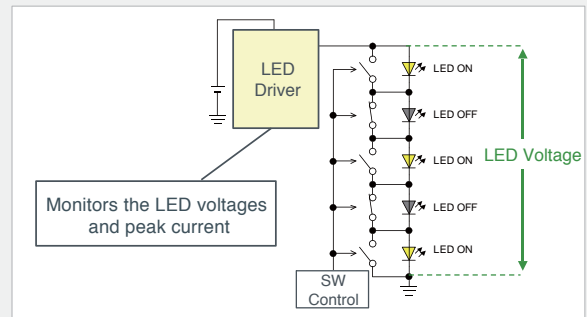 LED
Driver
LED ON
LED OFF
LED ON
LED OFF
LED ON
LED Voltage
Monitors the LED voltages
and peak current
SW
Control